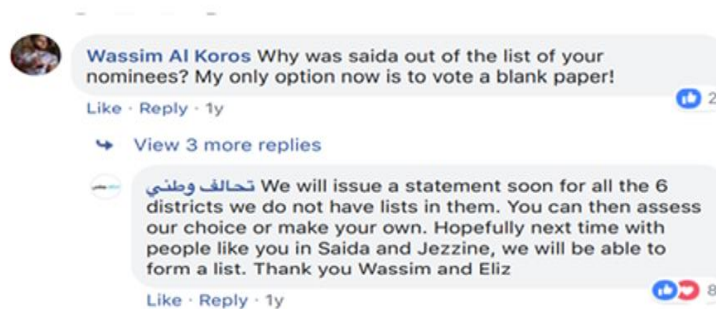 Wassim Al Koros Why was saida out of the list of your
nominees? My only option now is to vote a blank paper!
2
Like · Reply · 1y
View 3 more replies
تحالف وطني We will issue a statement soon for all the 6
districts we do not have lists in them. You can then assess
our choice or make your own. Hopefully next time with
people like you in Saida and Jezzine, we will be able to
form a list. Thank you Wassim and Eliz
8
Like · Reply · 1y